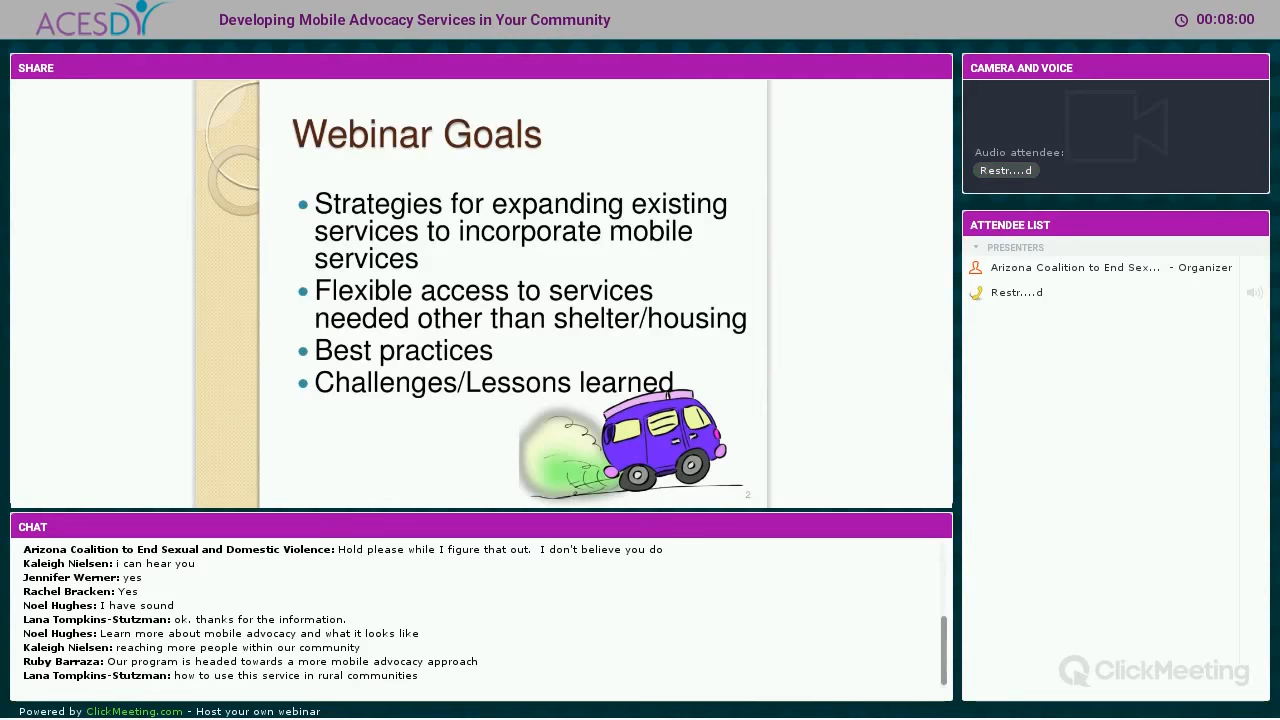 ACESDV
Developing Mobile Advocacy Services in Your Community
00:08:00
SHARE
Webinar Goals
Strategies for expanding existing
services to incorporate mobile
services
Flexible access to services
needed other than shelter/housing
Best practices
Challenges/Lessons learned
2
CAMERA AND VOICE
Audio attendee:
Restr....d
ATTENDEE LIST
PRESENTERS
Arizona Coalition to End Sex... - Organizer
Restr....d
CHAT
Arizona Coalition to End Sexual and Domestic Violence: Hold please while I figure that out.  I don't believe you do
Kaleigh Nielsen: i can hear you
Jennifer Werner: yes
Rachel Bracken: Yes
Noel Hughes: I have sound
Lana Tompkins-Stutzman: ok. thanks for the information.
Noel Hughes: Learn more about mobile advocacy and what it looks like
Kaleigh Nielsen: reaching more people within our community
Ruby Barraza: Our program is headed towards a more mobile advocacy approach
Lana Tompkins-Stutzman: how to use this service in rural communities
ClickMeeting
Powered by ClickMeeting.com - Host your own webinar